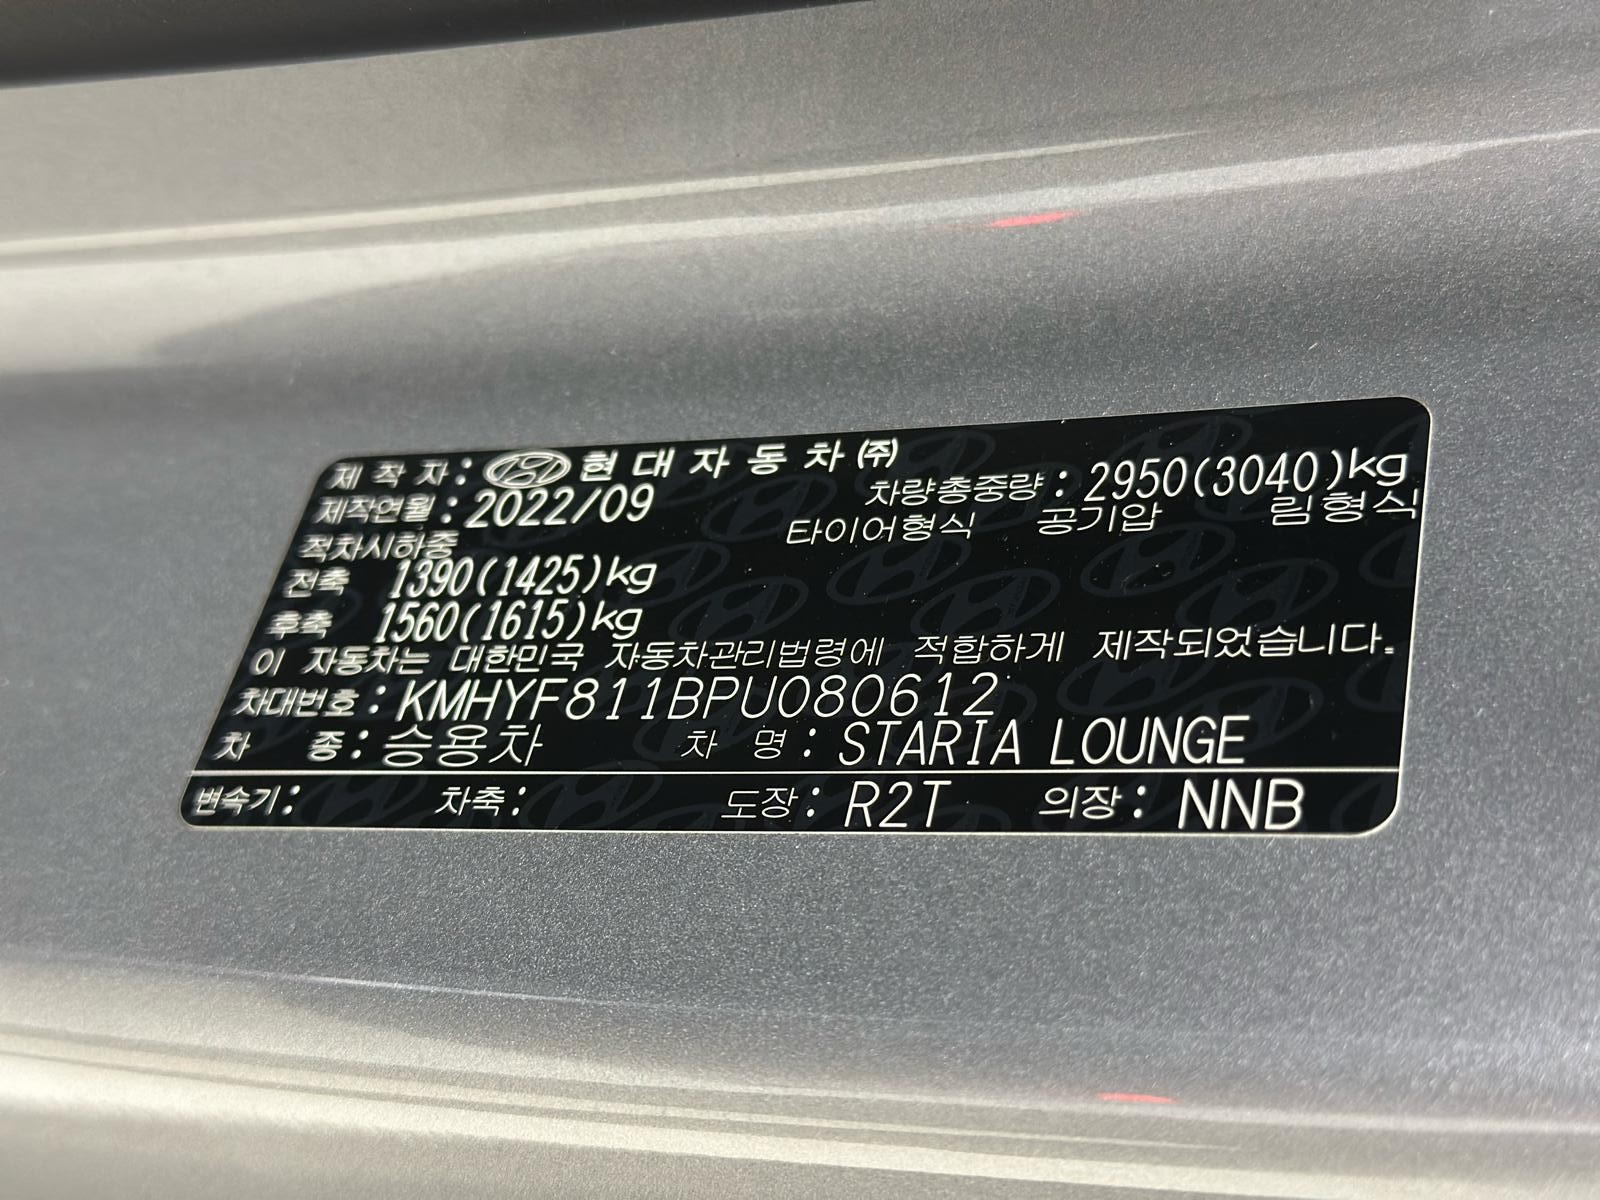 제 작 자 : 현 대 자 동 차 ㈜
제작연월 : 2022/09 차량총중량 : 2950(3040)kg
적차시하중 타이어형식 공기압 림형식
전축 1390(1425)kg
후축 1560(1615)kg
이 자동차는 대한민국 자동차관리법령에 적합하게 제작되었습니다.
차대번호 : KMHYF811BPU080612
차 종 : 승용차 차 명 : STARIA LOUNGE
변속기 : 차축 : 도장 : R2T 의장 : NNB